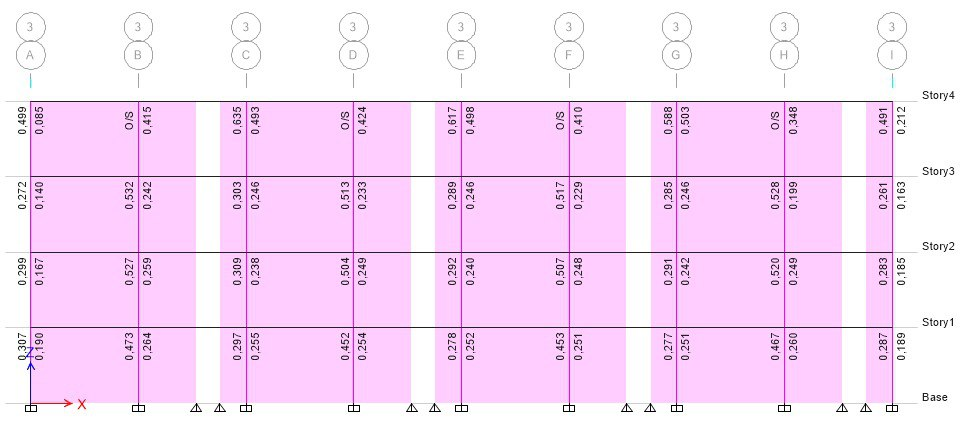 3 3 3 3 3 3 3 3 3
A B C D E F G H I
Story4
0,499 0,085 O/S 0,415 0,635 0,493 O/S 0,424 0,617 0,498 O/S 0,410 0,588 0,503 O/S 0,348 0,491 0,212
Story3
0,272 0,140 0,532 0,242 0,303 0,246 0,513 0,233 0,289 0,246 0,517 0,229 0,285 0,246 0,528 0,199 0,261 0,163
Story2
0,299 0,167 0,527 0,259 0,309 0,238 0,504 0,249 0,292 0,240 0,507 0,248 0,291 0,242 0,520 0,249 0,283 0,185
Story1
0,307 0,190 0,473 0,264 0,297 0,255 0,452 0,254 0,278 0,252 0,453 0,251 0,277 0,251 0,467 0,260 0,287 0,189
Z
Base
X